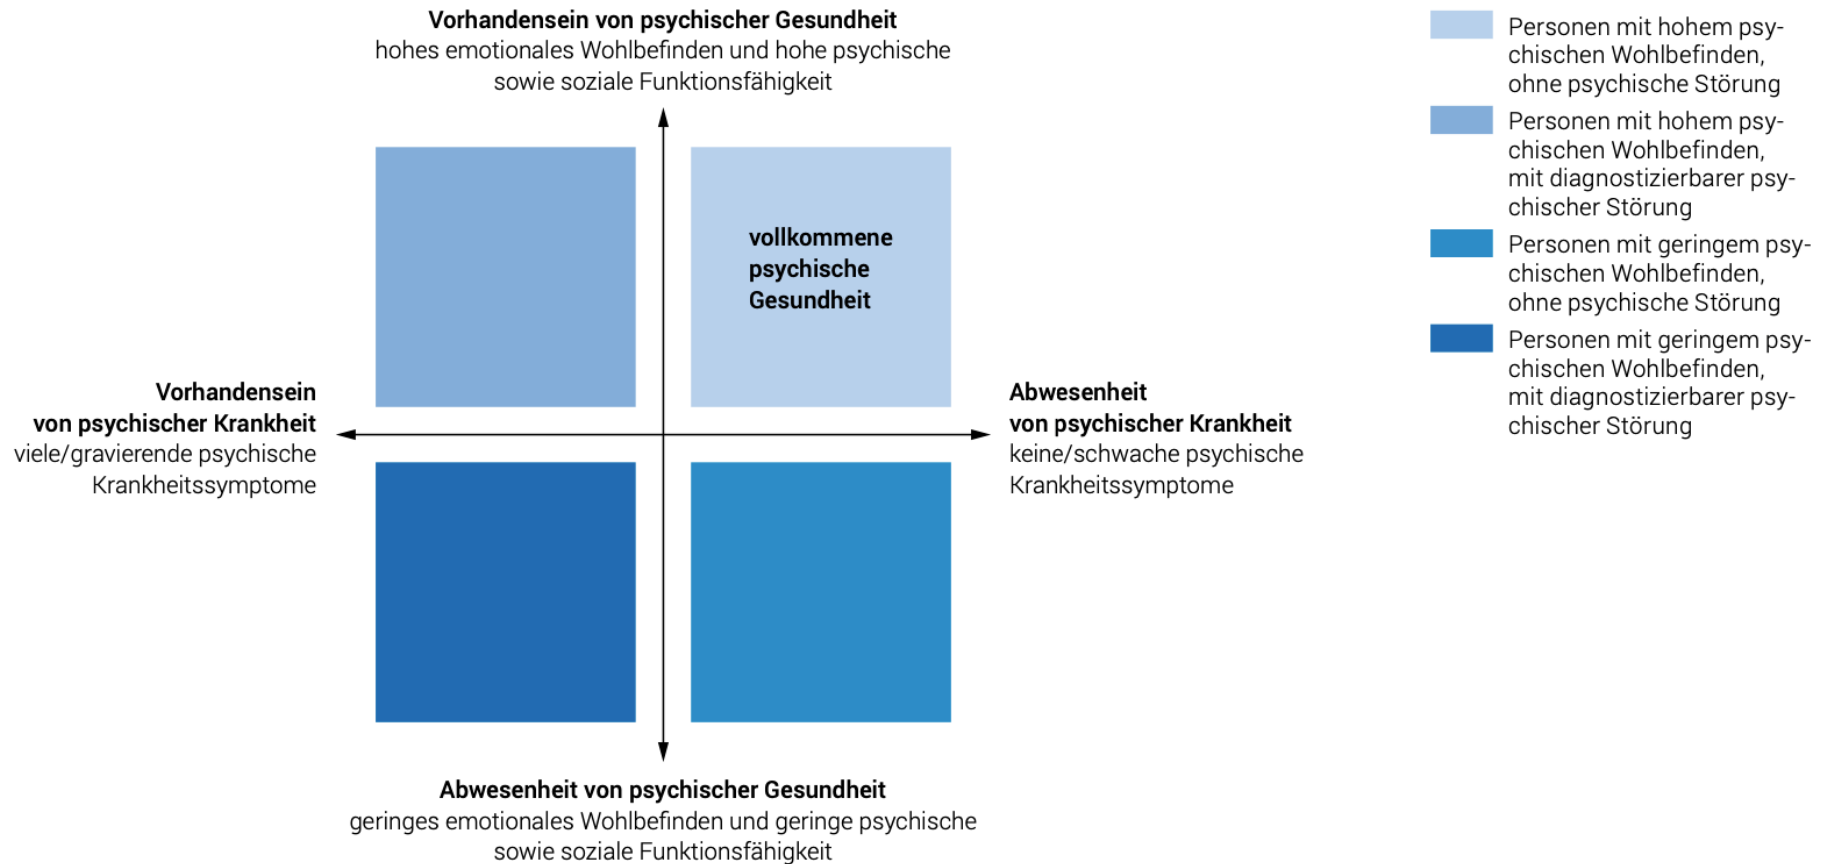 Vorhandensein von psychischer Gesundheit
hohes emotionales Wohlbefinden und hohe psychische
sowie soziale Funktionsfähigkeit
vollkommene
psychische
Gesundheit
Vorhandensein
von psychischer Krankheit
viele/gravierende psychische
Krankheitssymptome
Abwesenheit
von psychischer Krankheit
keine/schwache psychische
Krankheitssymptome
Abwesenheit von psychischer Gesundheit
geringes emotionales Wohlbefinden und geringe psychische
sowie soziale Funktionsfähigkeit
Personen mit hohem psy-
chischen Wohlbefinden,
ohne psychische Störung
Personen mit hohem psy-
chischen Wohlbefinden,
mit diagnostizierbarer psy-
chischer Störung
Personen mit geringem psy-
chischen Wohlbefinden,
ohne psychische Störung
Personen mit geringem psy-
chischen Wohlbefinden,
mit diagnostizierbarer psy-
chischer Störung